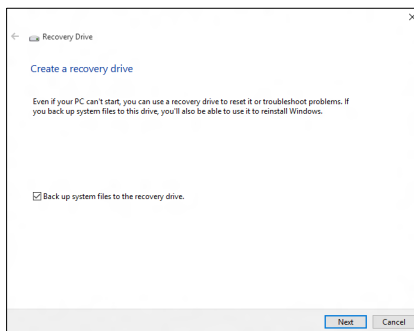 Recovery Drive
Create a recovery drive
Even if your PC can't start, you can use a recovery drive to reset it or troubleshoot problems. If
you back up system files to this drive, you'll also be able to use it to reinstall Windows.
Back up system files to the recovery drive.
Next Cancel